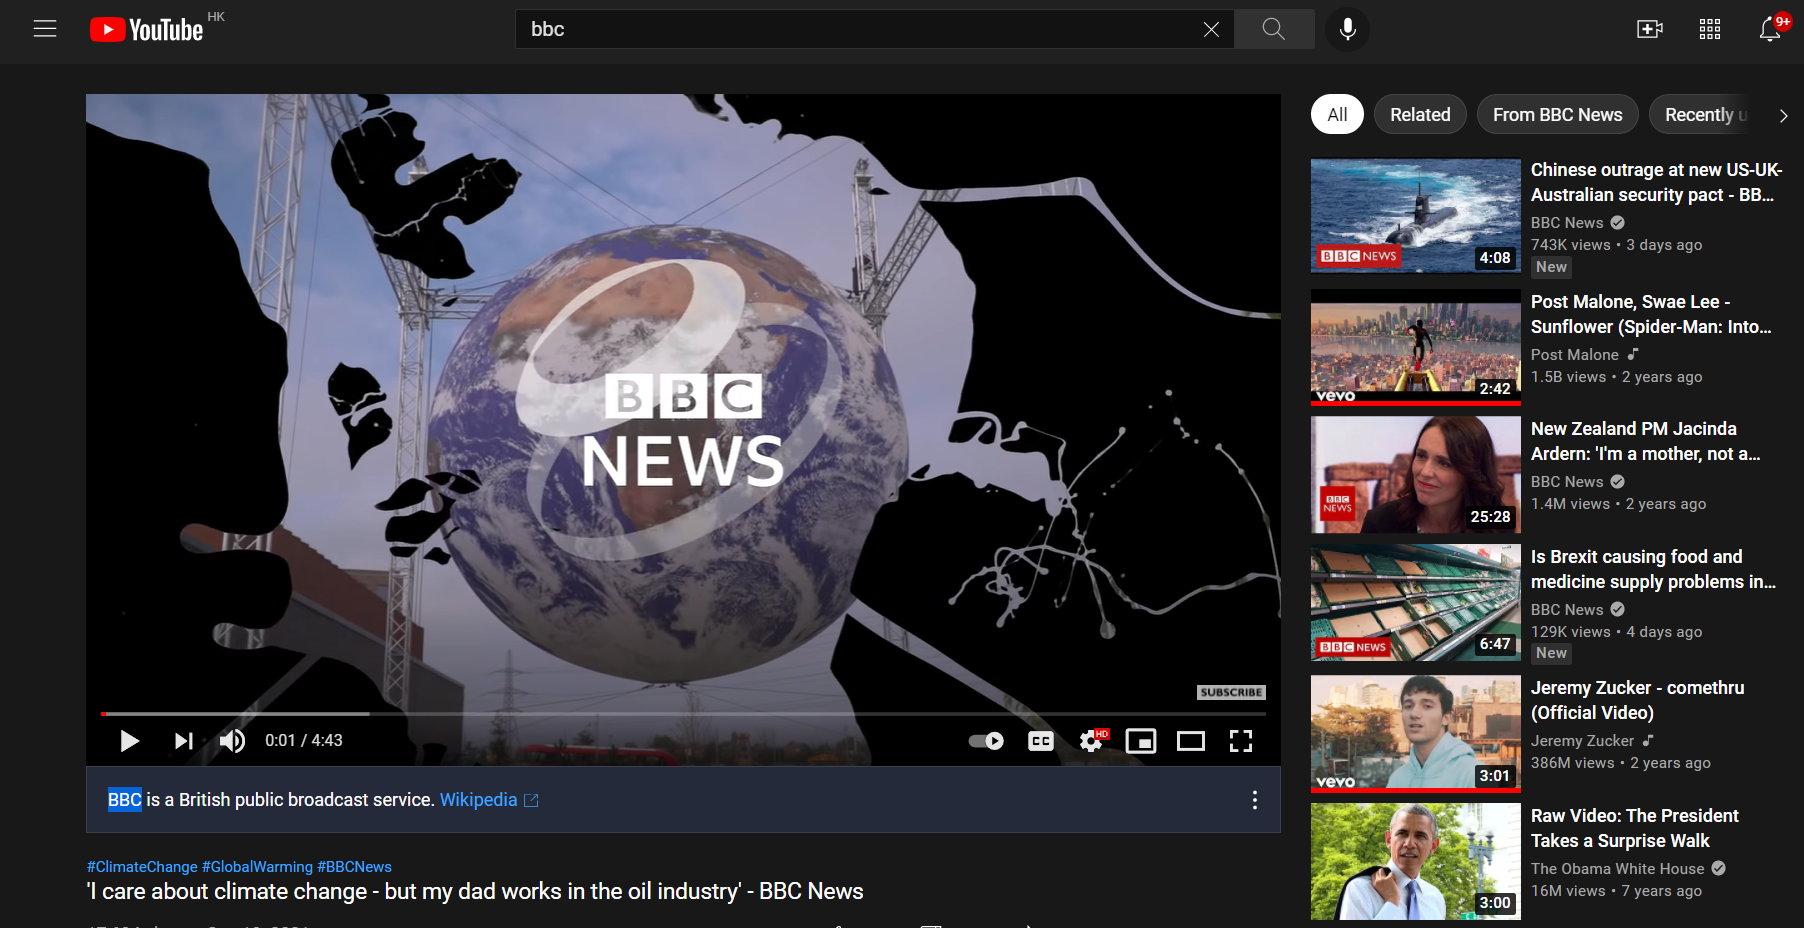 YouTube HK
bbc
9+
BBC
NEWS
SUBSCRIBE
0:01 / 4:43
CC
HD
BBC is a British public broadcast service. Wikipedia
#ClimateChange #GlobalWarming #BBCNews
'I care about climate change - but my dad works in the oil industry' - BBC News
All
Related
From BBC News
Recently u
BBC NEWS
4:08
Chinese outrage at new US-UK-
Australian security pact - BB...
BBC News
743K views • 3 days ago
New
vevo
2:42
Post Malone, Swae Lee -
Sunflower (Spider-Man: Into...
Post Malone
1.5B views • 2 years ago
BBC
NEWS
25:28
New Zealand PM Jacinda
Ardern: 'I'm a mother, not a...
BBC News
1.4M views • 2 years ago
BBC NEWS
6:47
Is Brexit causing food and
medicine supply problems in...
BBC News
129K views • 4 days ago
New
vevo
3:01
Jeremy Zucker - comethru
(Official Video)
Jeremy Zucker
386M views • 2 years ago
3:00
Raw Video: The President
Takes a Surprise Walk
The Obama White House
16M views • 7 years ago